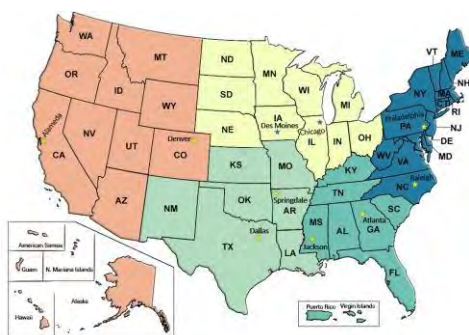 WA
MT
ND
MN
VT
ME
OR
ID
SD
WI
MI
NY
NH
MA
CT
RI
WY
IA
Des Moines
Chicago
Philadelphia
PA
NJ
DE
MD
NV
UT
Denver
CO
NE
IL
IN
OH
WV
VA
Alameda
CA
KS
MO
KY
Raleigh
NC
AZ
NM
OK
Springdale
AR
TN
SC
TX
Dallas
LA
MS
Jackson
AL
Atlanta
GA
FL
American Samoa
Guam
N. Mariana Islands
Alaska
Hawaii
Puerto Rico
Virgin Islands